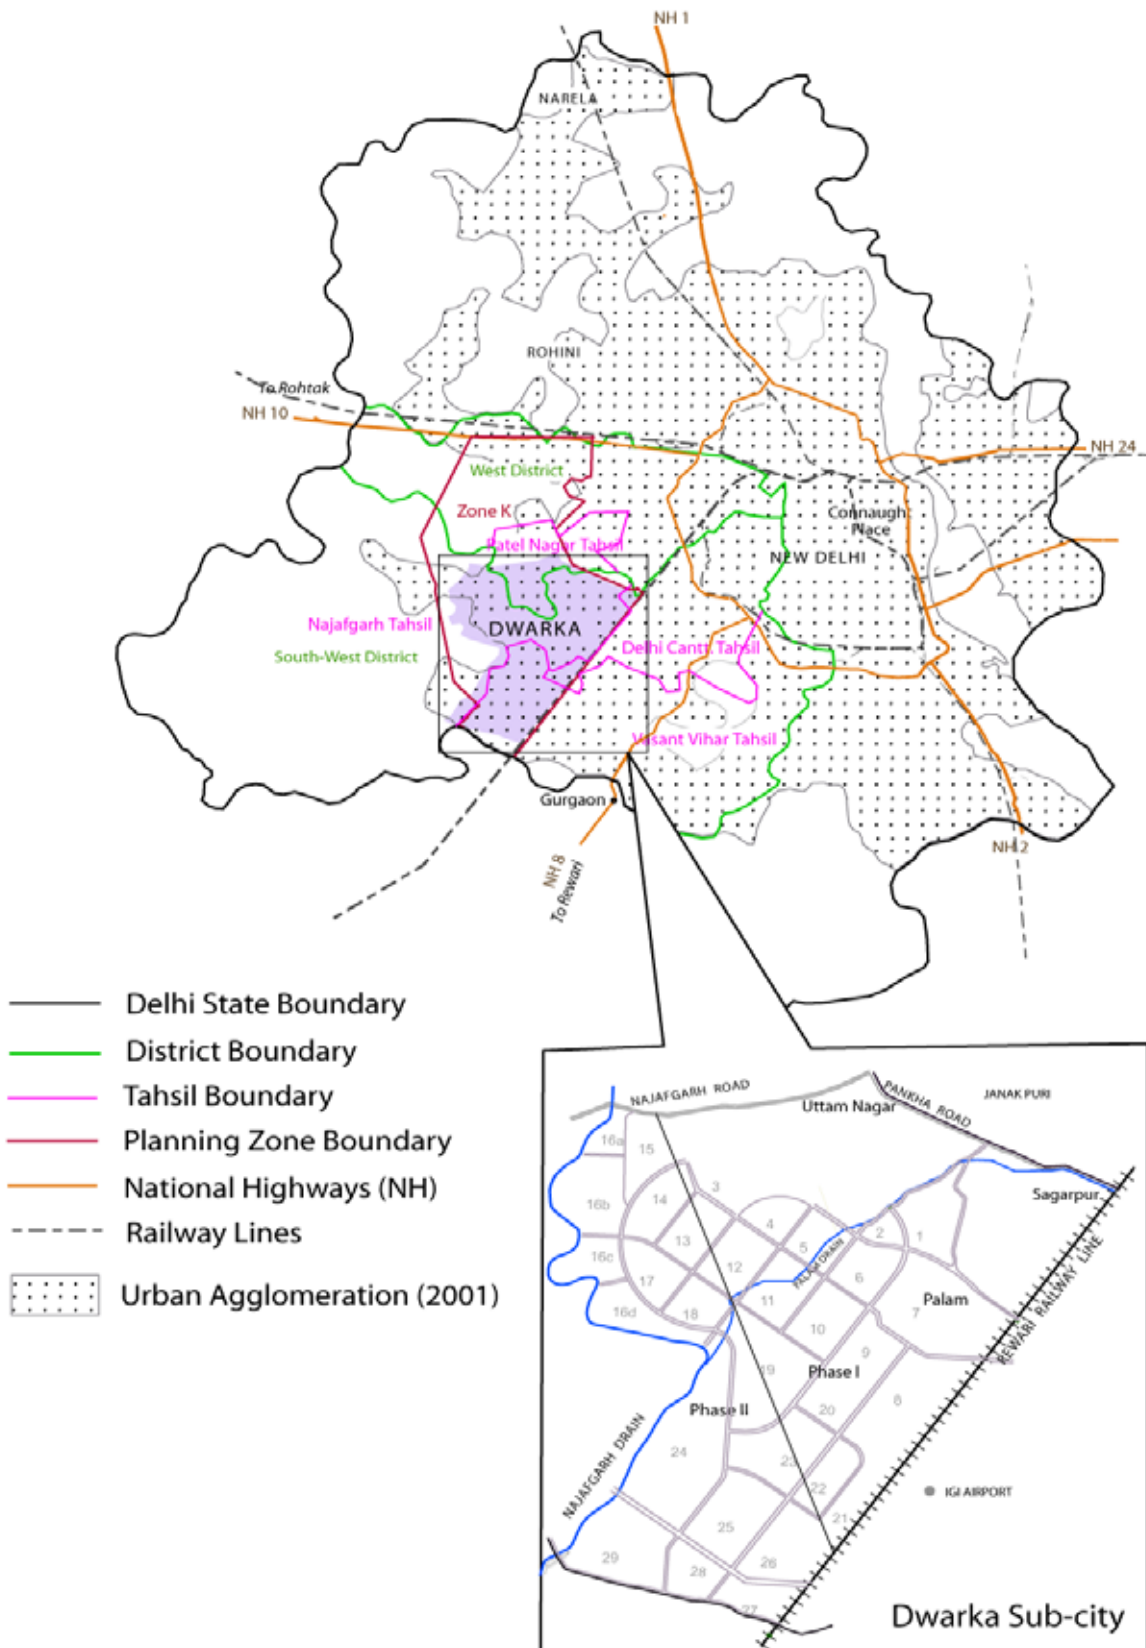 NH 1
NARELA
ROHINI
To Rohtak
NH 10
NH 24
West District
Zone K
Connaugh
Place
Patel Nagar Tahsil
NEW DELHI
Najafgarh Tahsil
DWARKA
Delhi Cantt. Tahsil
South-West District
Vasant Vihar Tahsil
Gurgaon
NH 2
NH 8
To Rewari
Delhi State Boundary
District Boundary
Tahsil Boundary
Planning Zone Boundary
National Highways (NH)
Railway Lines
Urban Agglomeration (2001)
NAJAFGARH ROAD
Uttam Nagar
PANKHA ROAD
JANAK PURI
Sagarpur
16a
15
3
14
16b
4
13
5
2
1
PALAM DRAIN
16c
12
6
17
11
16d
18
10
7
Palam
REWARI RAILWAY LINE
9
19
Phase I
8
Phase II
20
24
23
22
21
NAJAFGARH DRAIN
IGI AIRPORT
25
29
28
26
27
Dwarka Sub-city